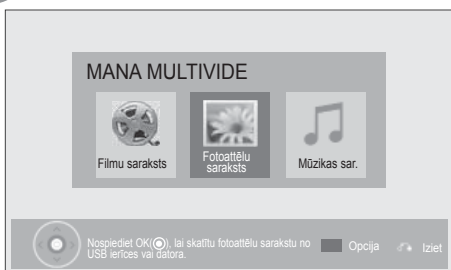 MANA MULTIVIDE
Filmu saraksts
Fotoattēlu
saraksts
Mūzikas sar.
Nospiediet OK(◉), lai skatītu fotoattēlu sarakstu no
USB ierīces vai datora.
Opcija
Iziet